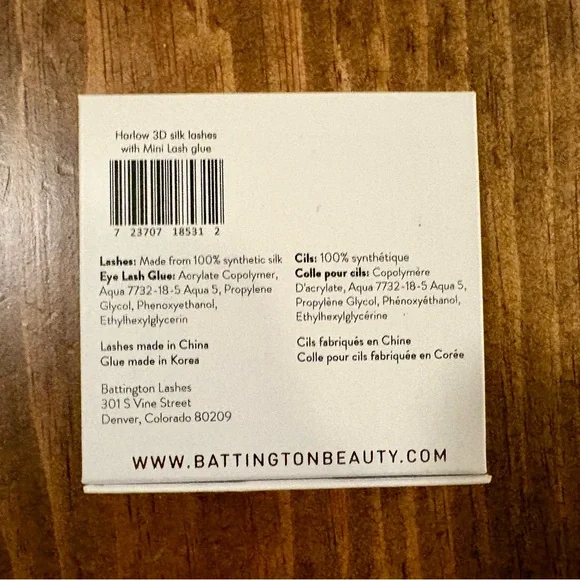 Harlow 3D silk lashes
with Mini Lash glue
7 23707 18531 2
Lashes: Made from 100% synthetic silk
Eye Lash Glue: Acrylate Copolymer,
Aqua 7732-18-5 Aqua 5, Propylene
Glycol, Phenoxyethanol,
Ethylhexylglycerin
Lashes made in China
Glue made in Korea
Battington Lashes
301 S Vine Street
Denver, Colorado 80209
Cils: 100% synthétique
Colle pour cils: Copolymère
D'acrylate, Aqua 7732-18-5 Aqua 5,
Propylène Glycol, Phénoxyéthanol,
Ethylhexylglycérine
Cils fabriqués en Chine
Colle pour cils fabriquée en Corée
WWW.BATTINGTONBEAUTY.COM